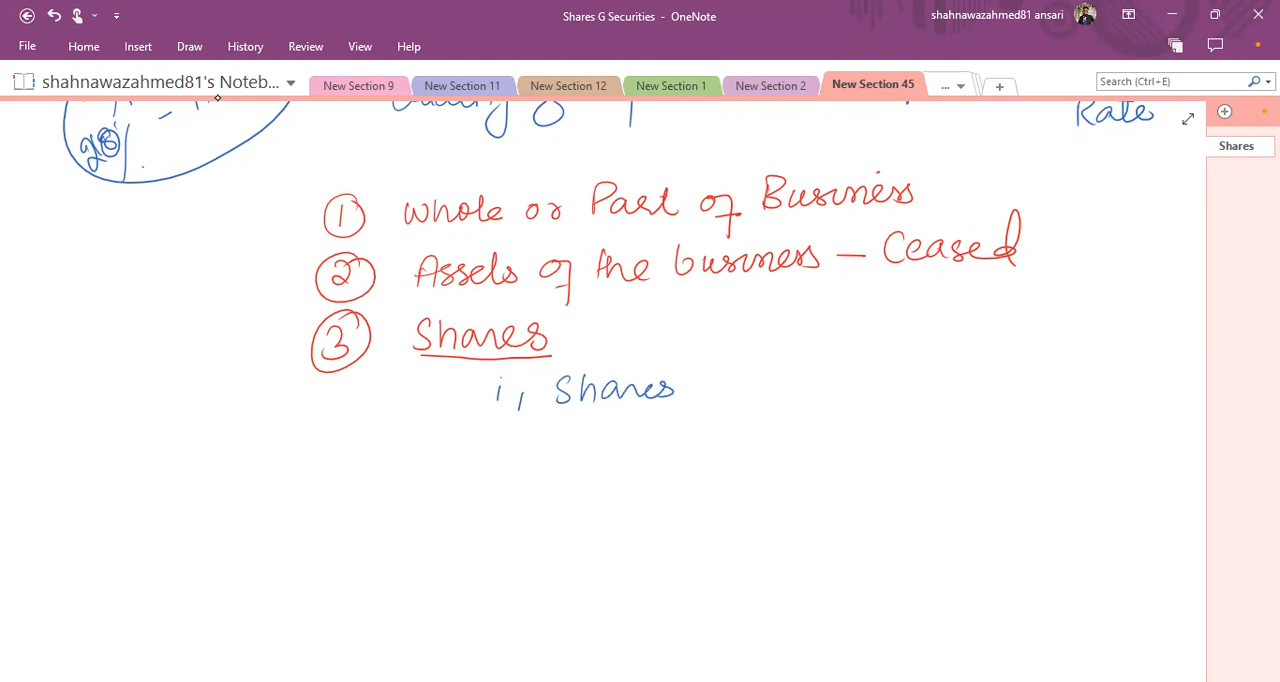 Shares G Securities - OneNote
shahnawazahmed81 ansari
File Home Insert Draw History Review View Help
shahnawazahmed81's Noteb...
New Section 9
New Section 11
New Section 12
New Section 1
New Section 2
New Section 45
...
Search (Ctrl+E)
Shares
Rate
1 Whole or Part of Business
2 Assets of the business - Ceased
3 Shares
i, Shares